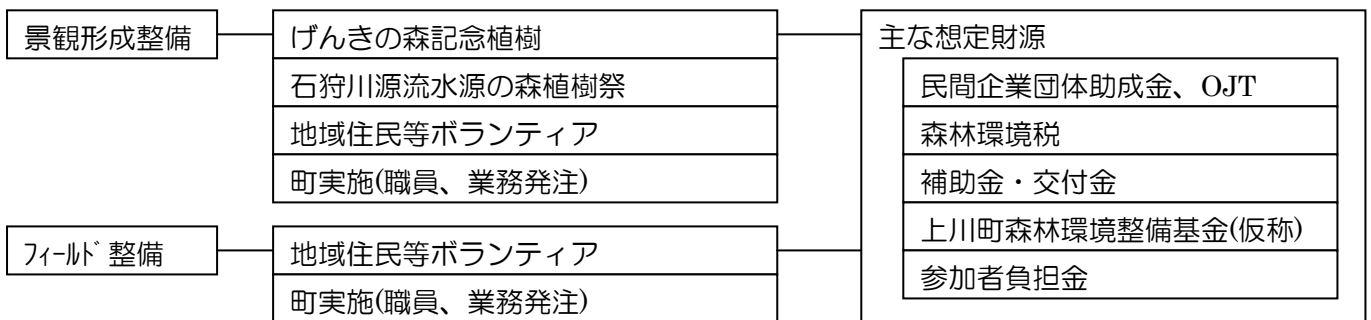 景観形成整備
げんきの森記念植樹
石狩川源流水源の森植樹祭
地域住民等ボランティア
町実施(職員、業務発注)
ﾌｨｰﾙﾄﾞ整備
地域住民等ボランティア
町実施(職員、業務発注)
主な想定財源
民間企業団体助成金、OJT
森林環境税
補助金・交付金
上川町森林環境整備基金(仮称)
参加者負担金